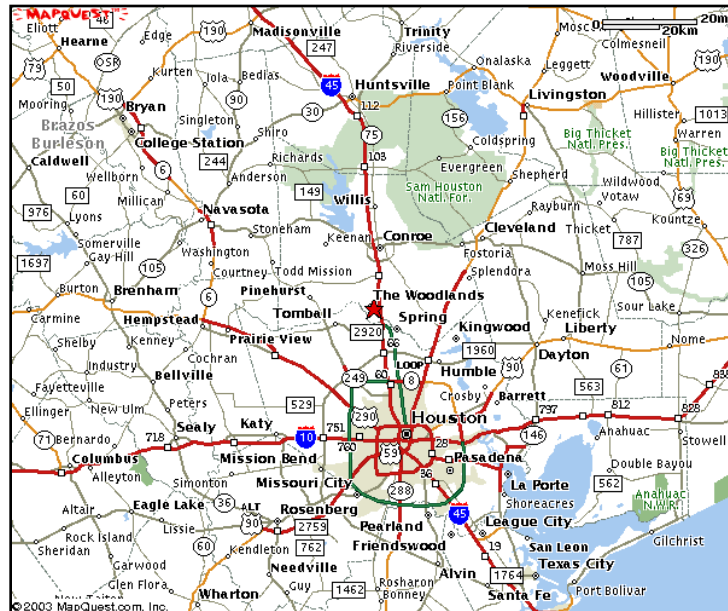 MAPQUEST
46
190
Madisonville
Trinity
Mosc
Colmesneil
0
20mi
20km
Eliott
Hearne
Edge
247
Riverside
Onalaska
Leggett
190
Woodville
79
OSR
Kurten
Iola
Bedias
45
Huntsville
Point Blank
50
Mooring
190
Bryan
90
30
112
Livingston
Hillister
1013
Brazos
Singleton
Shiro
75
156
Warren
Burleson
College Station
Coldspring
Big Thicket
Natl. Pres.
Big Thicket
Natl. Pres.
Caldwell
244
Richards
103
Evergreen
Wellborn
6
Anderson
149
Sam Houston
Natl. For.
Shepherd
60
Millican
Willis
Wildwood
69
976
Navasota
Rayburn
Votaw
Lyons
Stoneham
Keenan
Conroe
Cleveland
Thicket
787
Kountze
Somerville
Washington
Fostoria
326
1697
Gay Hill
105
Courtney
Todd Mission
Splendora
Moss Hill
105
Burton
Brenham
6
Pinehurst
The Woodlands
105
Sour Lake
Carmine
Hempstead
Tomball
Spring
Kingwood
Kenefick
Liberty
Shelby
Kenney
Prairie View
2920
66
1960
Nome
Industry
Cochran
LOOP
Humble
90
Dayton
61
Fayetteville
Bellville
249
60
8
Crosby
Barrett
563
New Ulm
Peters
529
290
Houston
797
812
828
Ellinger
Sealy
Katy
751
146
Anahuac
Stowell
71
Bernardo
718
10
760
59
28
Pasadena
Double Bayou
Columbus
Mission Bend
36
La Porte
562
Alleyton
Simonton
Missouri City
288
Shoreacres
Anahuac
N.W.R.
Altair
Eagle Lake
36
ALT
Rosenberg
45
League City
Lissie
90
2759
Pearland
Gilchrist
Rock Island
60
762
Friendswood
19
San Leon
Sheridan
Kendleton
Needville
Alvin
1764
Texas City
Garwood
Guy
1462
Rosharon
Glen Flora
Wharton
Bonney
Santa Fe
Port Bolivar
©2003 MapQuest.com, Inc.